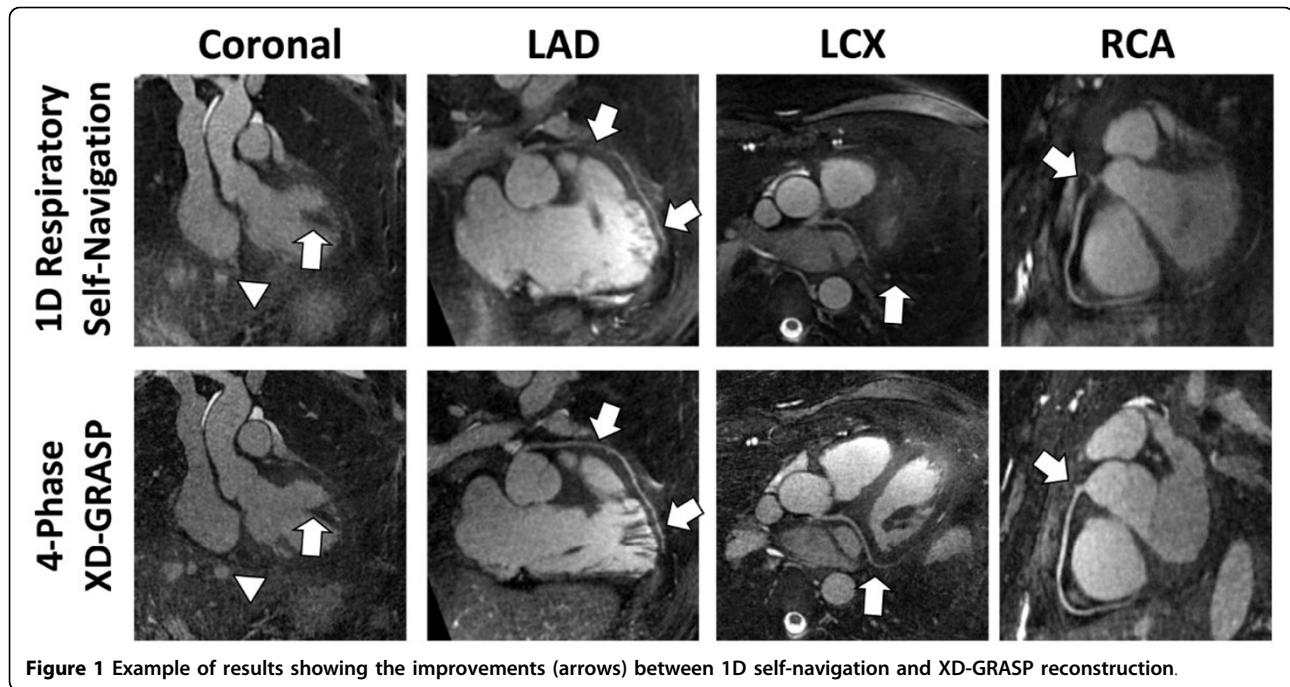 Coronal LAD LCX RCA
1D Respiratory
Self-Navigation
4-Phase
XD-GRASP
Figure 1 Example of results showing the improvements (arrows) between 1D self-navigation and XD-GRASP reconstruction.